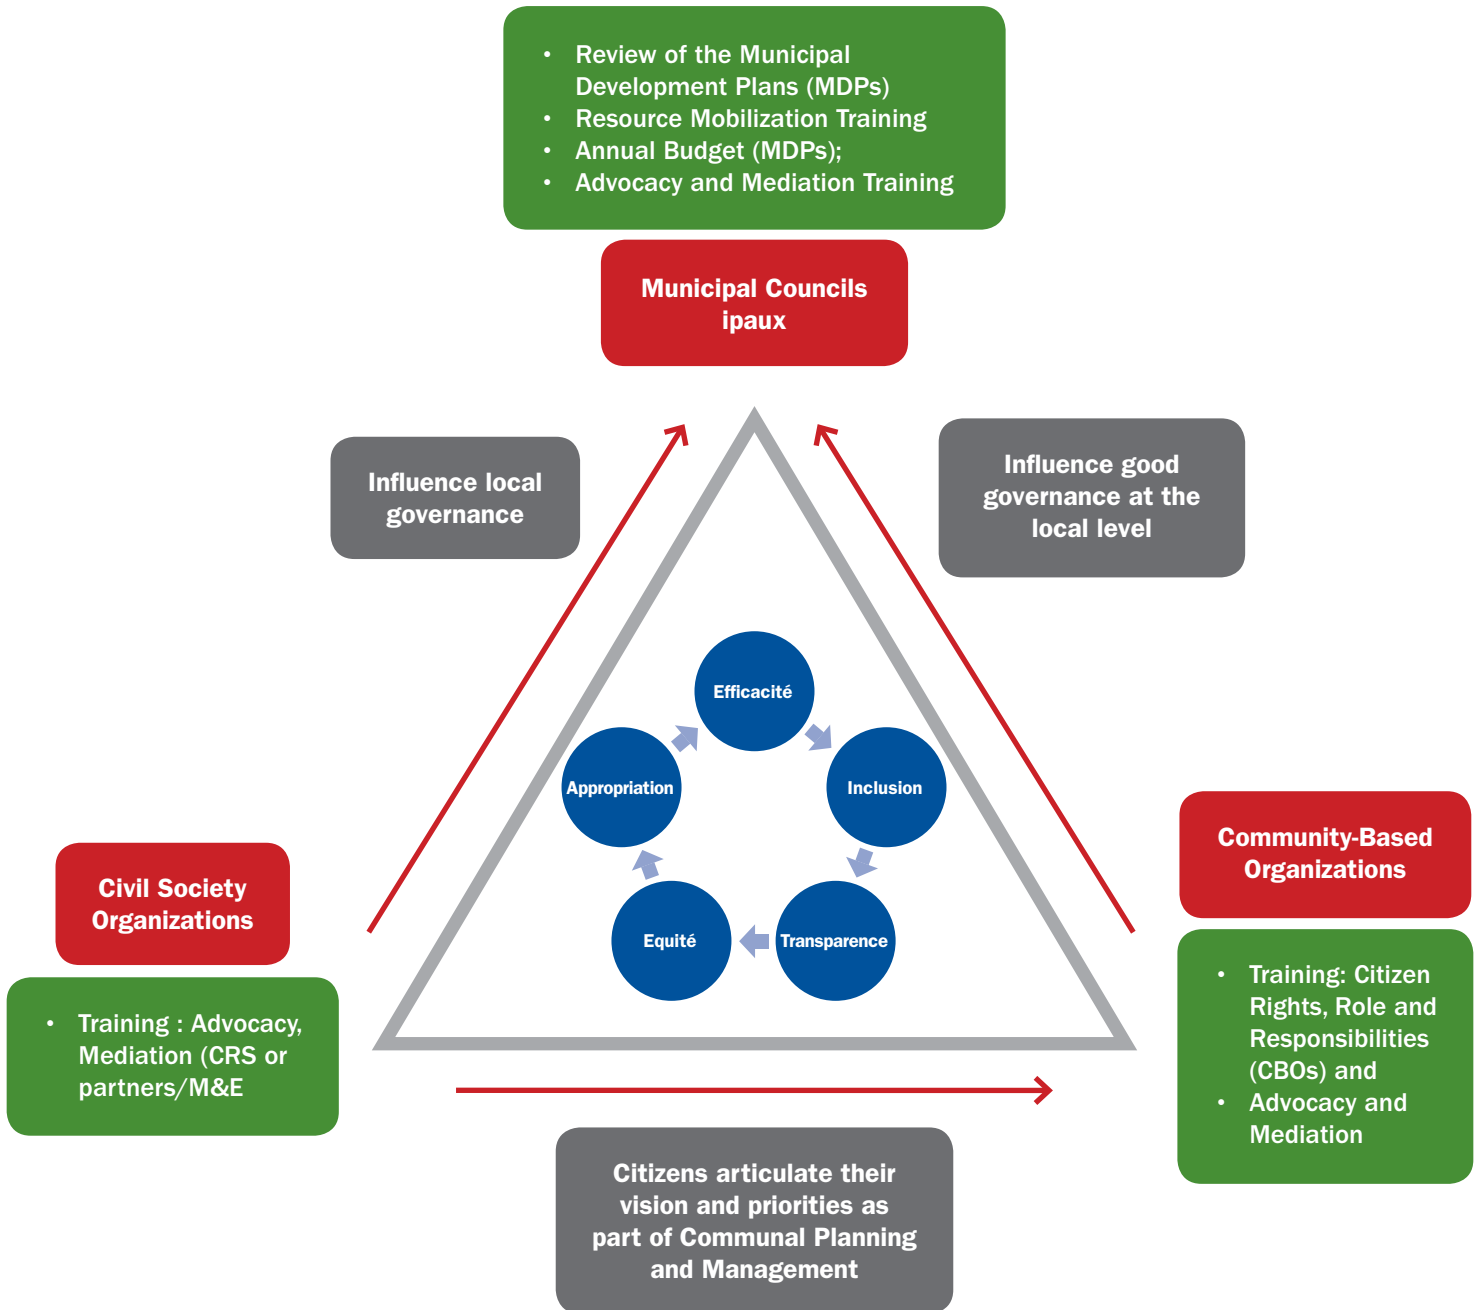 • Review of the Municipal
Development Plans (MDPs)
• Resource Mobilization Training
• Annual Budget (MDPs);
• Advocacy and Mediation Training
Municipal Councils
ipaux
Influence local
governance
Influence good
governance at the
local level
Efficacité
Appropriation
Inclusion
Equité
Transparence
Civil Society
Organizations
• Training : Advocacy,
Mediation (CRS or
partners/M&E
Community-Based
Organizations
• Training: Citizen
Rights, Role and
Responsibilities
(CBOs) and
• Advocacy and
Mediation
Citizens articulate their
vision and priorities as
part of Communal Planning
and Management